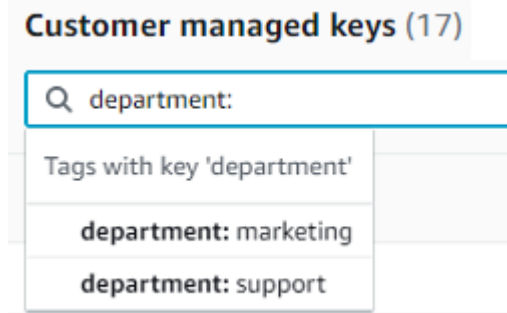 Customer managed keys (17)
department:
Tags with key 'department'
department: marketing
department: support